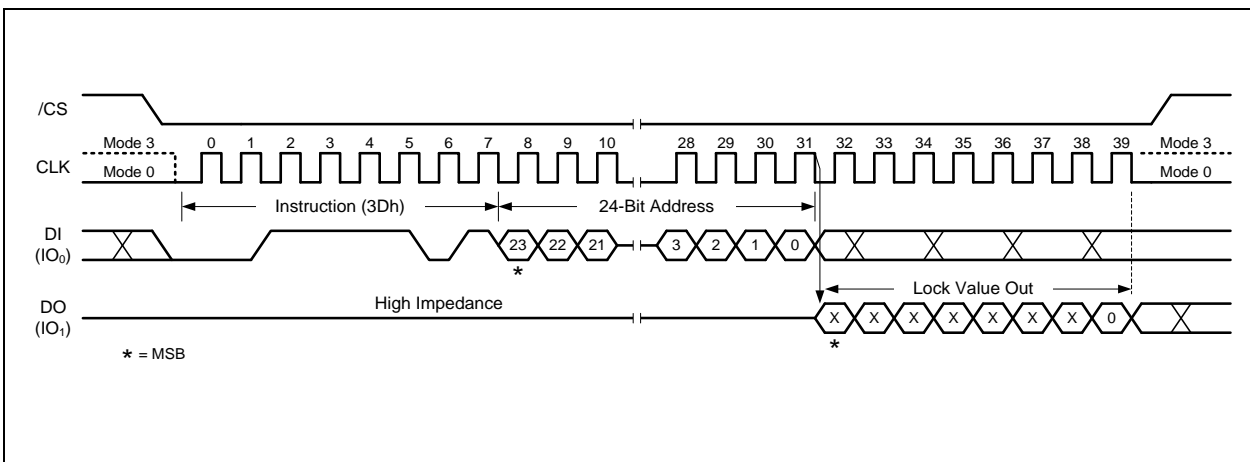 /CS
Mode 3 0 1 2 3 4 5 6 7 8 9 10 28 29 30 31 32 33 34 35 36 37 38 39 Mode 3
CLK
Mode 0 Mode 0
Instruction (3Dh) 24-Bit Address
DI
(IO₀)
23 22 21 3 2 1 0
*
Lock Value Out
DO
(IO₁)
High Impedance
X X X X X X X 0
*
* = MSB